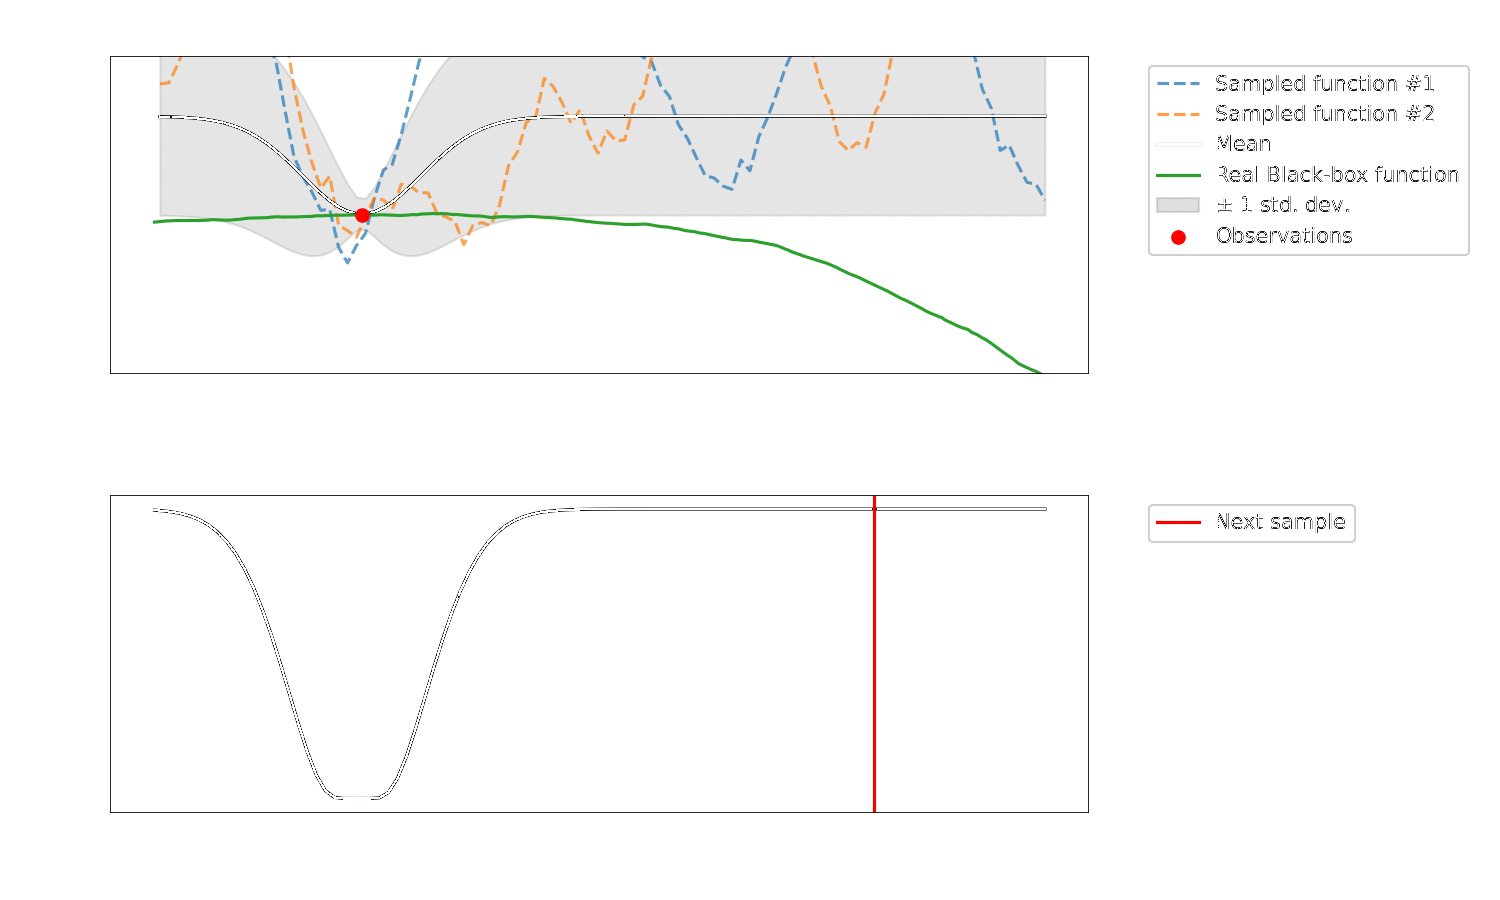 Sampled function #1
Sampled function #2
Mean
Real Black-box function
± 1 std. dev.
Observations
Next sample